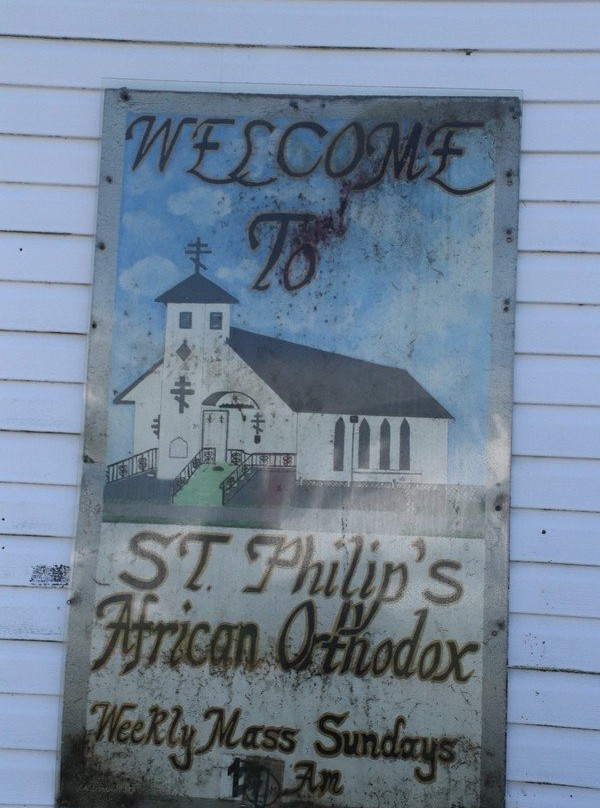 WELCOME
To
ST. Philip's
African Orthodox
Weekly Mass Sundays
Am